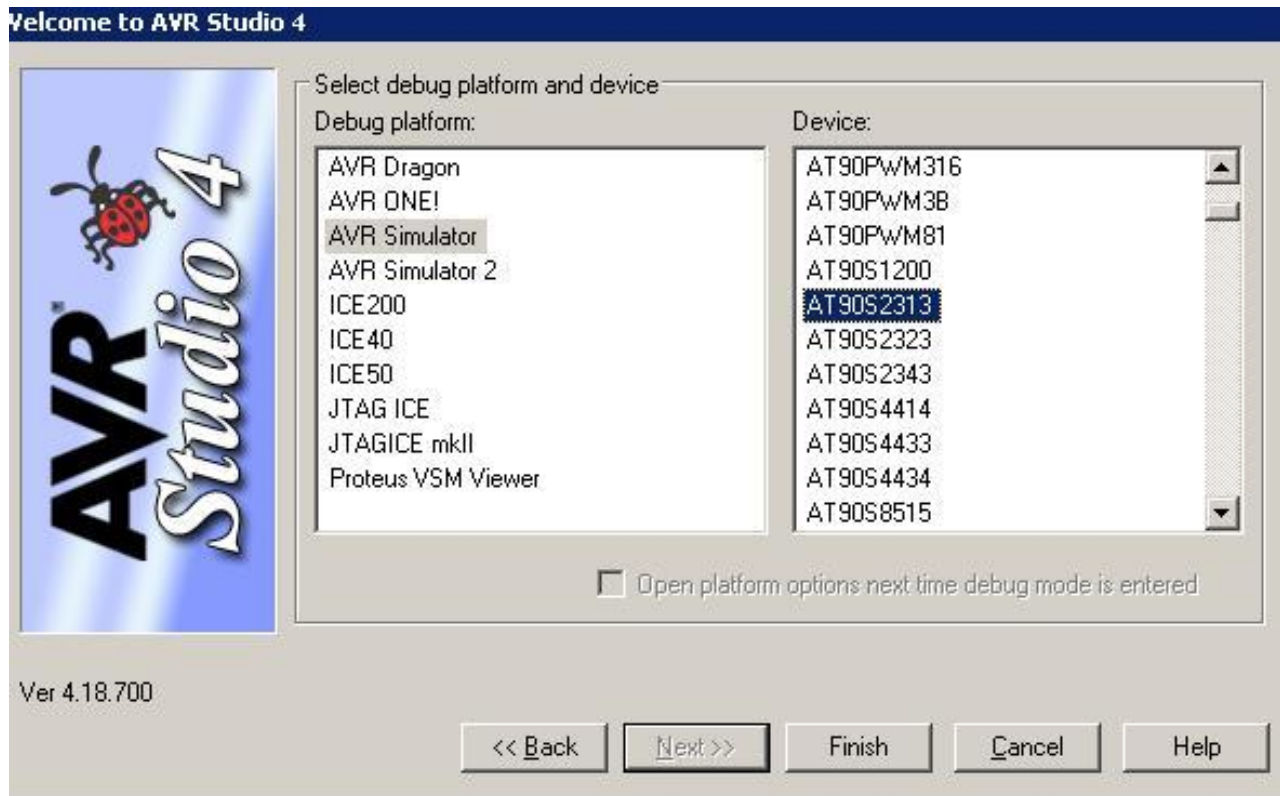 Welcome to AVR Studio 4
AVR
Studio 4
Select debug platform and device
Debug platform:
AVR Dragon
AVR ONE!
AVR Simulator
AVR Simulator 2
ICE200
ICE40
ICE50
JTAG ICE
JTAGICE mkII
Proteus VSM Viewer
Device:
AT90PWM316
AT90PWM3B
AT90PWM81
AT90S1200
AT90S2313
AT90S2323
AT90S2343
AT90S4414
AT90S4433
AT90S4434
AT90S8515
Open platform options next time debug mode is entered
Ver 4.18.700
<< Back
Next >>
Finish
Cancel
Help